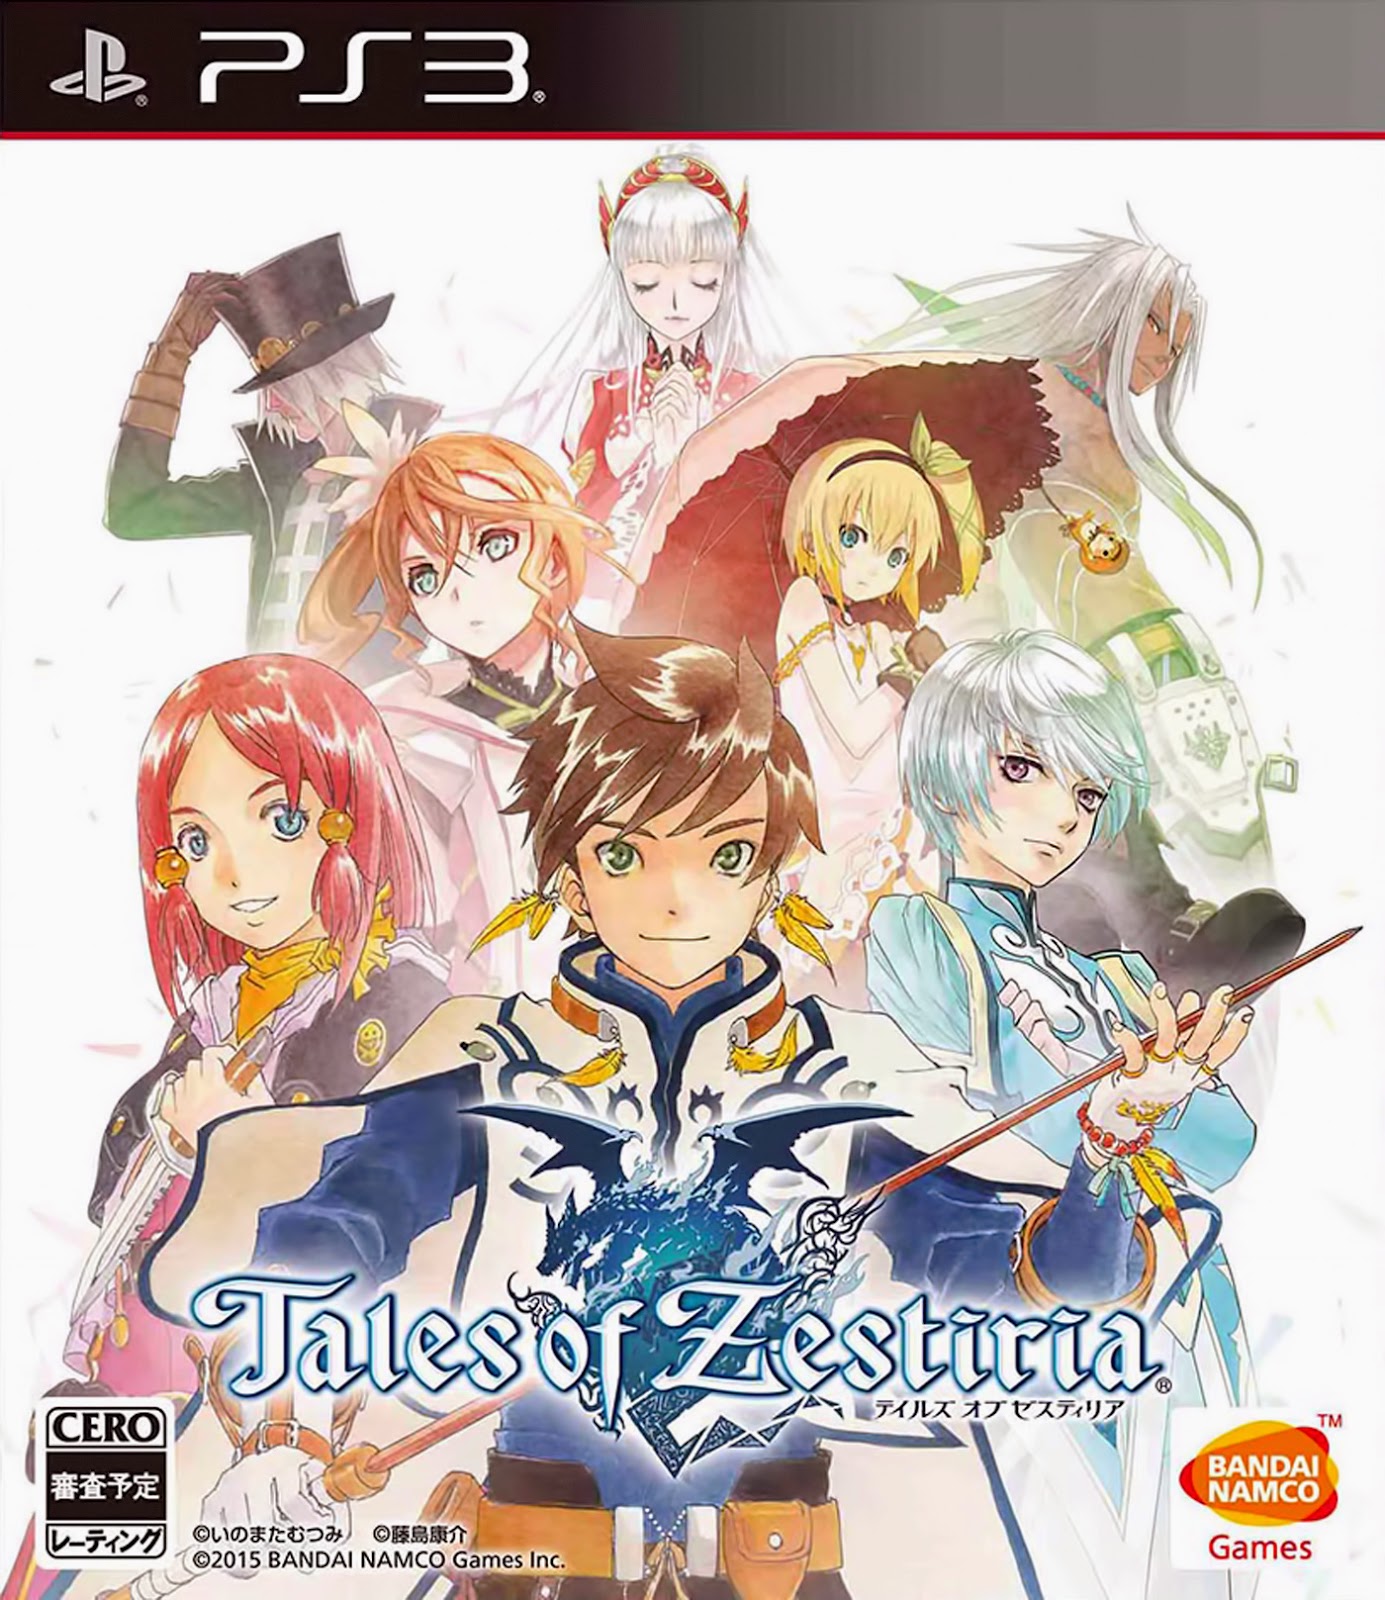 PS3®
Tales of Zestiria®
テイルズ オブ ゼスティリア
CERO
審査予定
レーティング
©いのまたむつみ ©藤島康介
©2015 BANDAI NAMCO Games Inc.
TM
BANDAI
NAMCO
Games